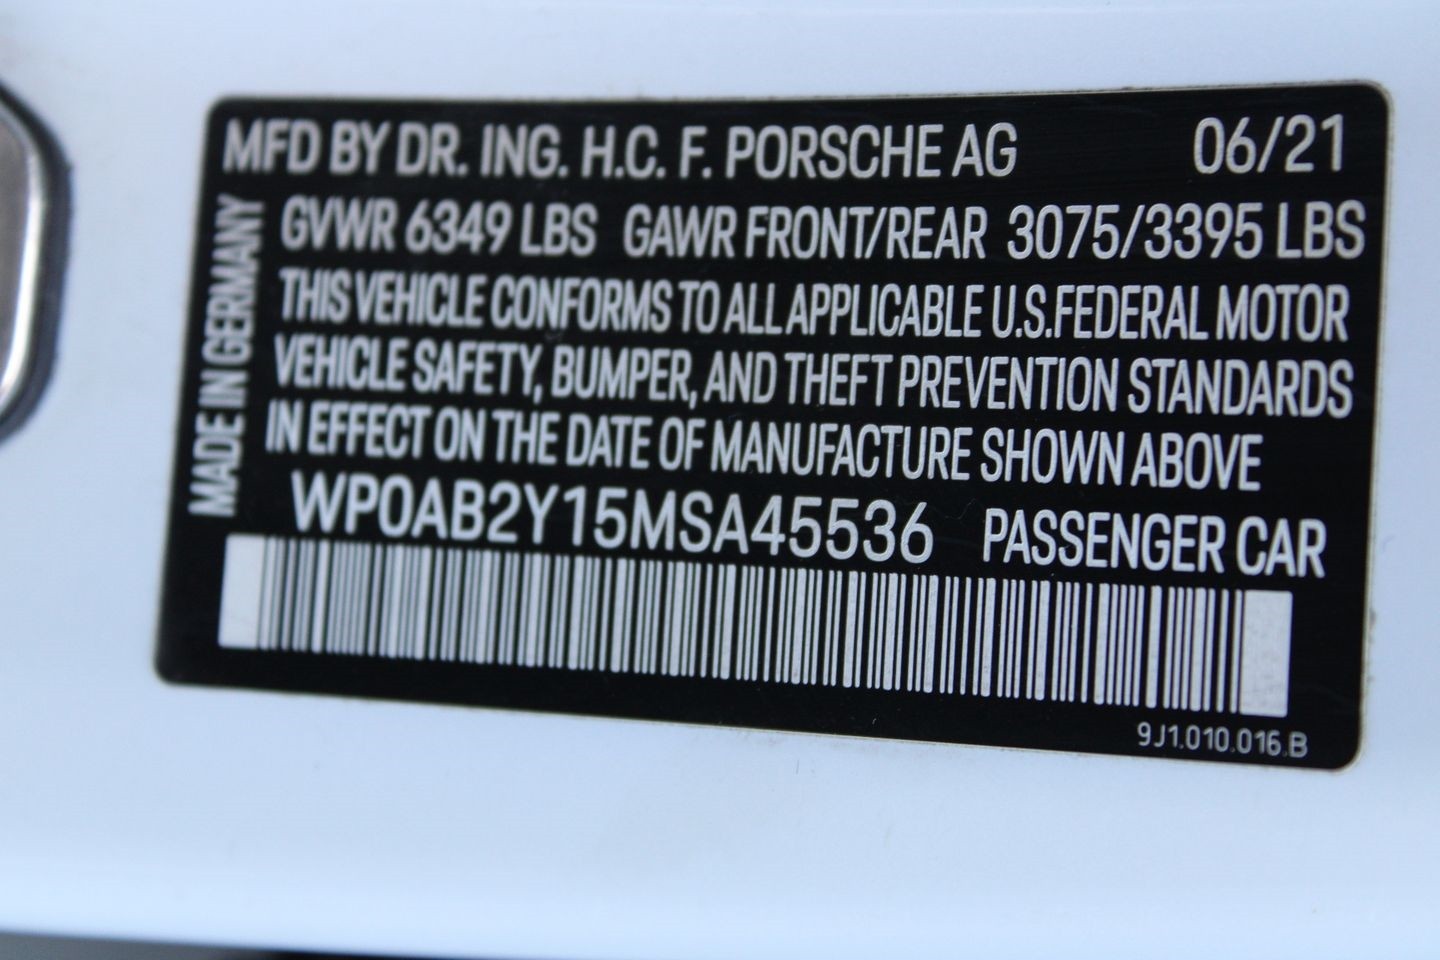 MFD BY DR. ING. H.C. F. PORSCHE AG 06/21
MADE IN GERMANY
GVWR 6349 LBS GAWR FRONT/REAR 3075/3395 LBS
THIS VEHICLE CONFORMS TO ALL APPLICABLE U.S.FEDERAL MOTOR
VEHICLE SAFETY, BUMPER, AND THEFT PREVENTION STANDARDS
IN EFFECT ON THE DATE OF MANUFACTURE SHOWN ABOVE
WP0AB2Y15MSA45536 PASSENGER CAR
9J1.010.016.B